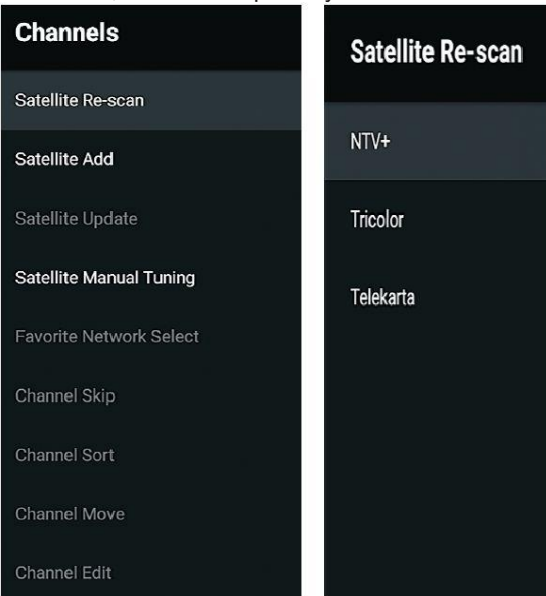 Channels
Satellite Re-scan
Satellite Add
Satellite Update
Satellite Manual Tuning
Favorite Network Select
Channel Skip
Channel Sort
Channel Move
Channel Edit
Satellite Re-scan
NTV+
Tricolor
Telekarta